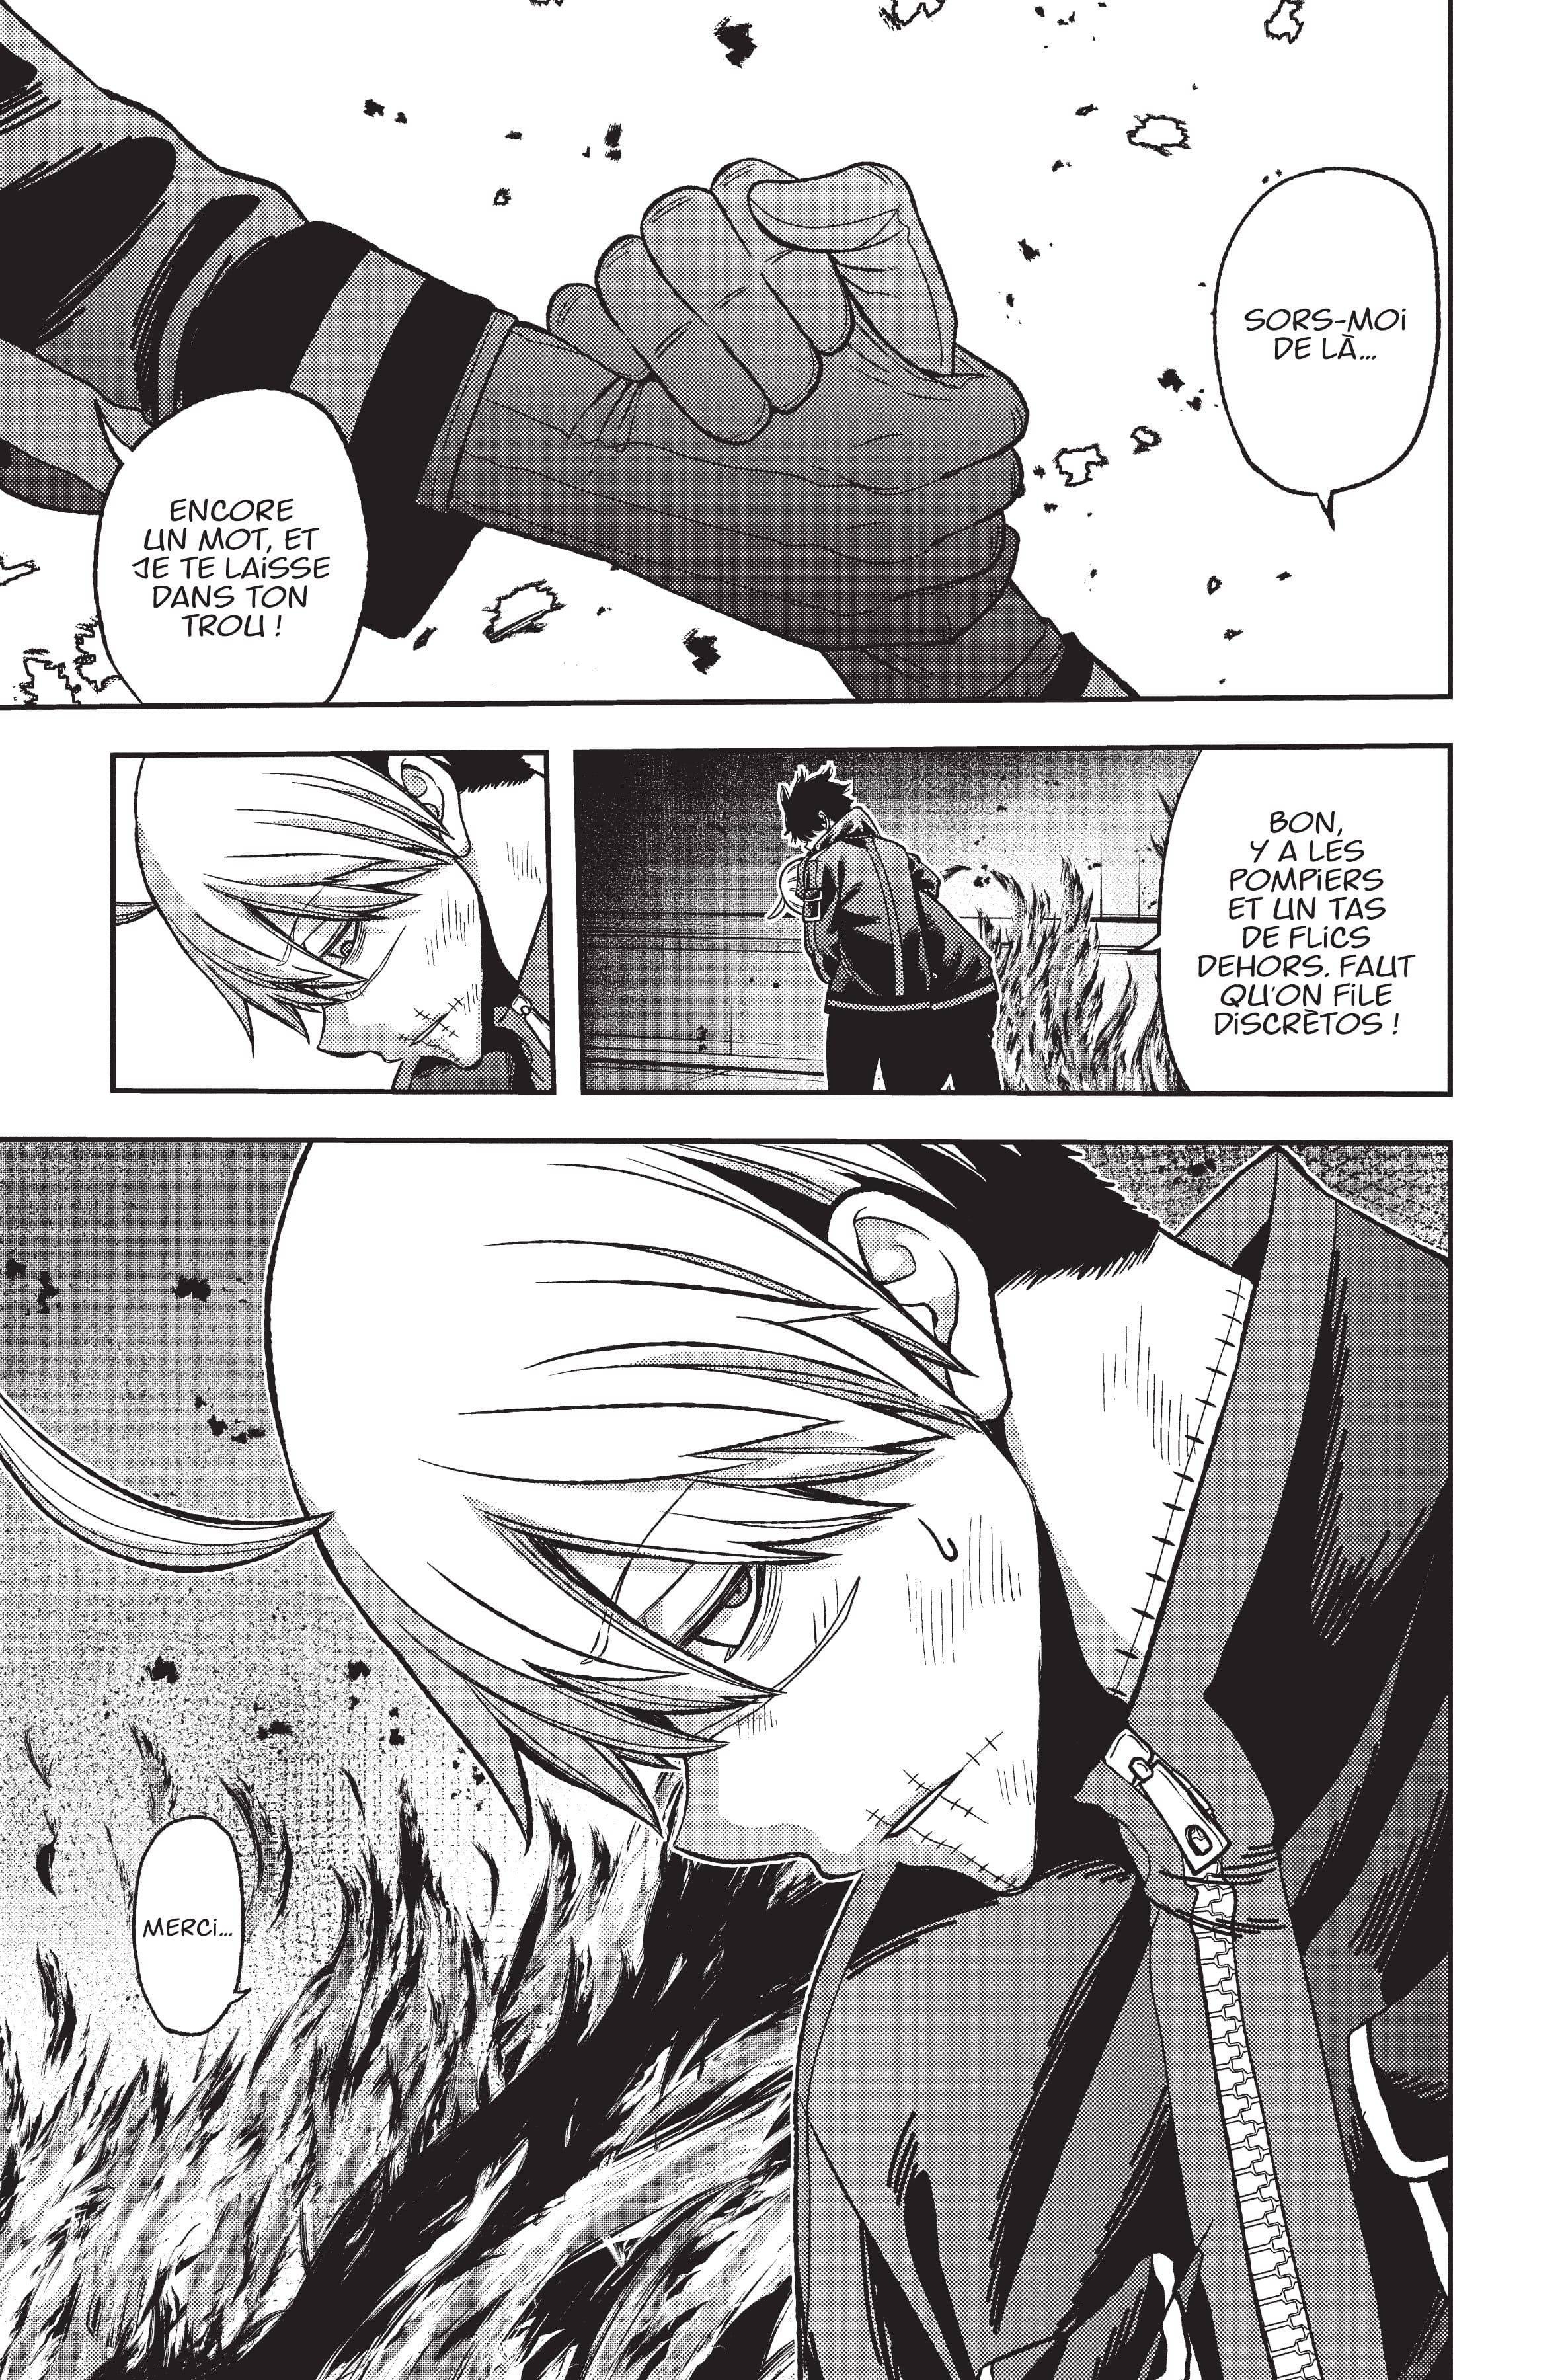 SORS-MOi
DE LÀ...
ENCORE
UN MOT, ET
JE TE LAiSSE
DANS TON
TROU !
BON,
Y A LES
POMPiERS
ET UN TAS
DE FLiCS
DEHORS. FAUT
QU'ON FiLE
DiSCRÈTOS !
MERCi...